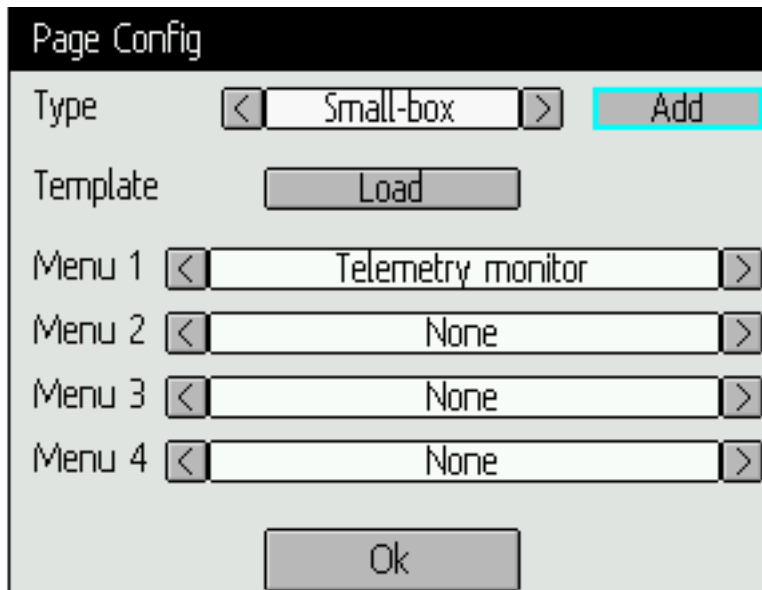 Page Config
Type < Small-box > Add
Template Load
Menu 1 < Telemetry monitor >
Menu 2 < None >
Menu 3 < None >
Menu 4 < None >
Ok